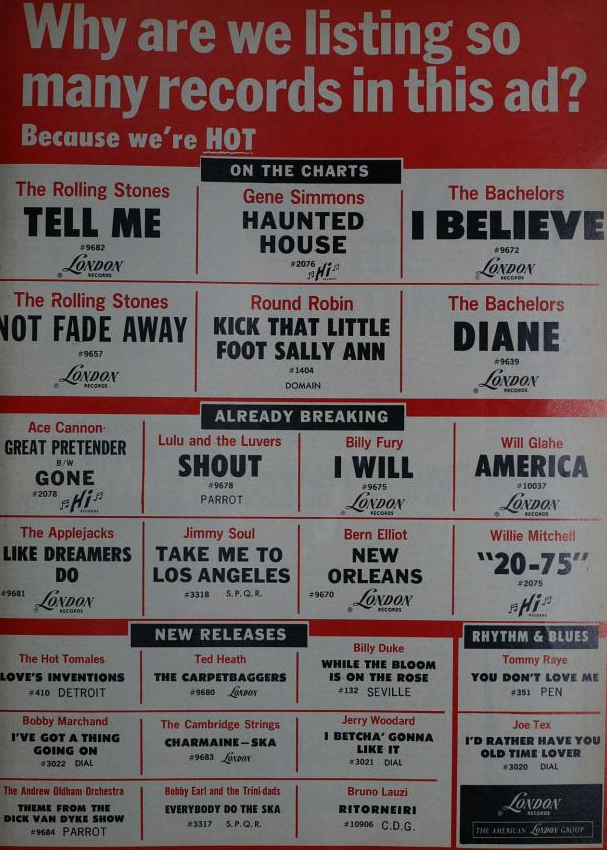 Why are we listing so
many records in this ad?
Because we're HOT
ON THE CHARTS
The Rolling Stones
TELL ME
#9682
LONDON
RECORDS
Gene Simmons
HAUNTED
HOUSE
#2076
Hi
RECORDS
The Bachelors
I BELIEVE
#9672
LONDON
RECORDS
The Rolling Stones
NOT FADE AWAY
#9657
LONDON
RECORDS
Round Robin
KICK THAT LITTLE
FOOT SALLY ANN
#1404
DOMAIN
The Bachelors
DIANE
#9639
LONDON
RECORDS
ALREADY BREAKING
Ace Cannon
GREAT PRETENDER
B/W
GONE
#2078
Hi
RECORDS
Lulu and the Luvers
SHOUT
#9678
PARROT
Billy Fury
I WILL
#9675
LONDON
RECORDS
Will Glahe
AMERICA
#10037
LONDON
RECORDS
The Applejacks
LIKE DREAMERS
DO
#9681
LONDON
RECORDS
Jimmy Soul
TAKE ME TO
LOS ANGELES
#3318 S.P.Q.R.
Bern Elliot
NEW
ORLEANS
#9670
LONDON
RECORDS
Willie Mitchell
"20-75"
#2075
Hi
RECORDS
NEW RELEASES
The Hot Tomales
LOVE'S INVENTIONS
#410 DETROIT
Ted Heath
THE CARPETBAGGERS
#9680 LONDON
Billy Duke
WHILE THE BLOOM
IS ON THE ROSE
#132 SEVILLE
Bobby Marchand
I'VE GOT A THING
GOING ON
#3022 DIAL
The Cambridge Strings
CHARMAINE—SKA
#9683 LONDON
Jerry Woodard
I BETCHA' GONNA
LIKE IT
#3021 DIAL
The Andrew Oldham Orchestra
THEME FROM THE
DICK VAN DYKE SHOW
#9684 PARROT
Bobby Earl and the Trini-dads
EVERYBODY DO THE SKA
#3317 S.P.Q.R.
Bruno Lauzi
RITORNEIRI
#10906 C.D.G.
RHYTHM & BLUES
Tommy Raye
YOU DON'T LOVE ME
#351 PEN
Joe Tex
I'D RATHER HAVE YOU
OLD TIME LOVER
#3020 DIAL
LONDON
RECORDS
THE AMERICAN LONDON GROUP